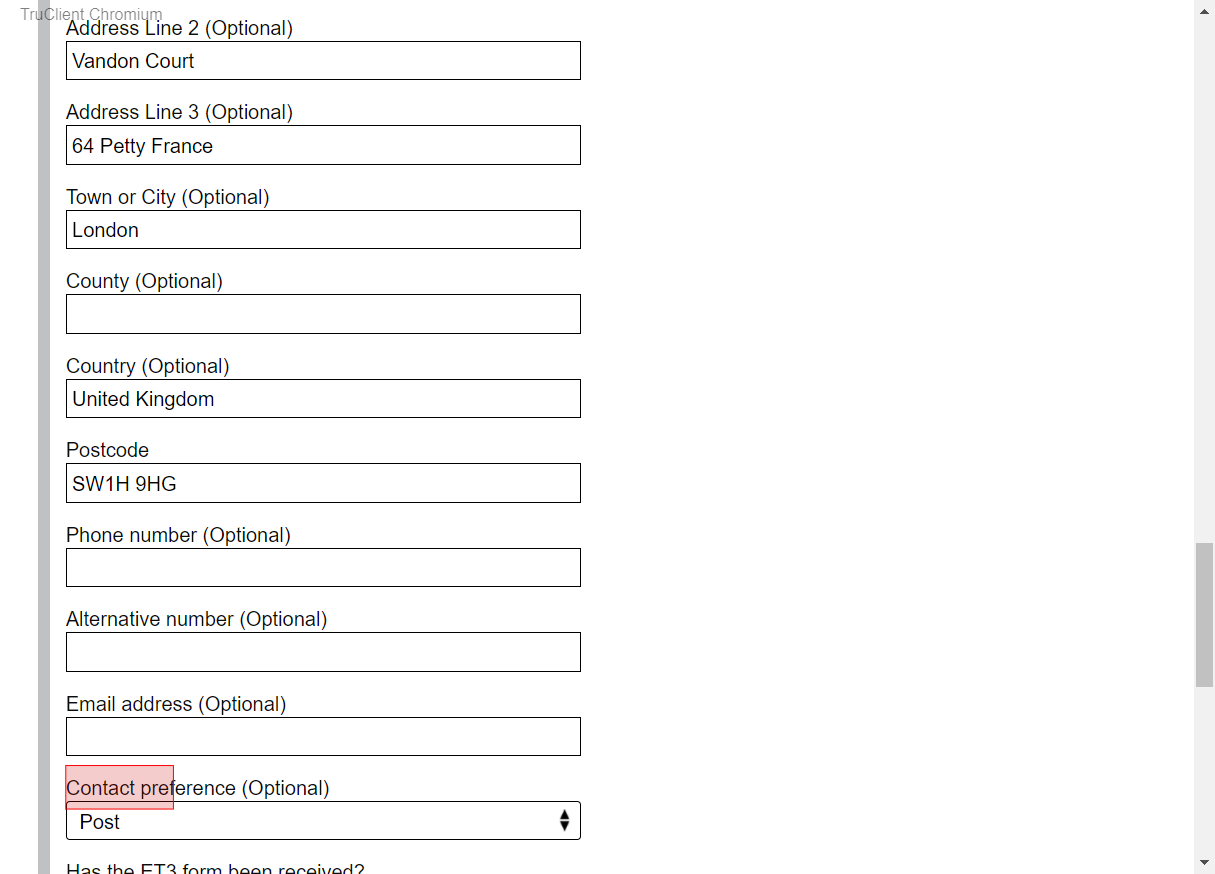 TruClient Chromium
Address Line 2 (Optional)
Vandon Court
Address Line 3 (Optional)
64 Petty France
Town or City (Optional)
London
County (Optional)
Country (Optional)
United Kingdom
Postcode
SW1H 9HG
Phone number (Optional)
Alternative number (Optional)
Email address (Optional)
Contact preference (Optional)
Post
Has the ET3 form been received?